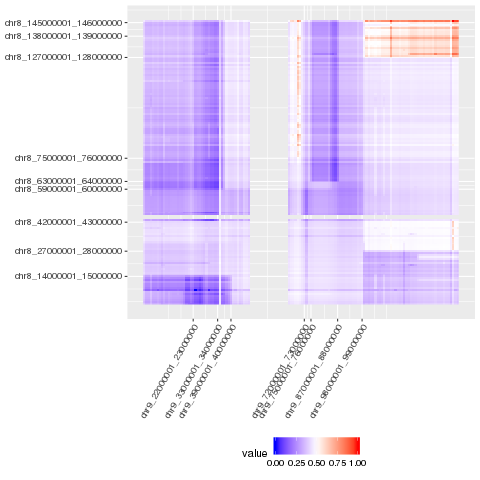 chr8_145000001_146000000
chr8_138000001_139000000
chr8_127000001_128000000
chr8_75000001_76000000
chr8_63000001_64000000
chr8_59000001_60000000
chr8_42000001_43000000
chr8_27000001_28000000
chr8_14000001_15000000
chr9_22000001_23000000
chr9_33000001_34000000
chr9_39000001_40000000
chr9_72000001_73000000
chr9_75000001_76000000
chr9_87000001_88000000
chr9_98000001_99000000
value
0.00 0.25 0.50 0.75 1.00